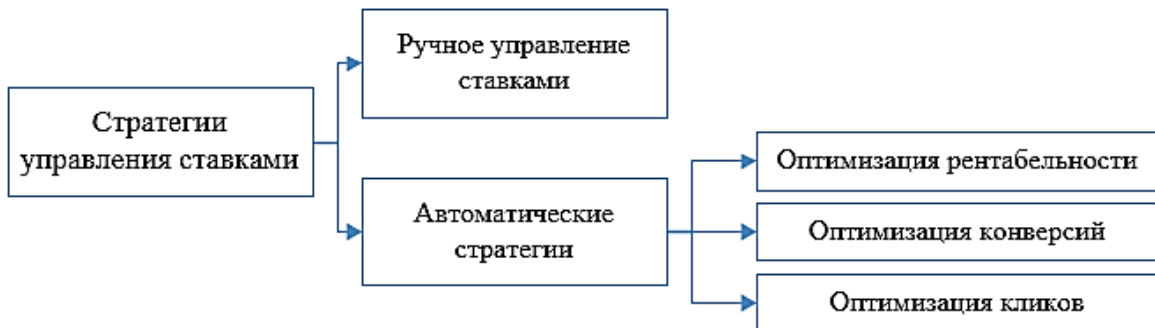 Стратегии
управления ставками
Ручное управление
ставками
Автоматические
стратегии
Оптимизация рентабельности
Оптимизация конверсий
Оптимизация кликов